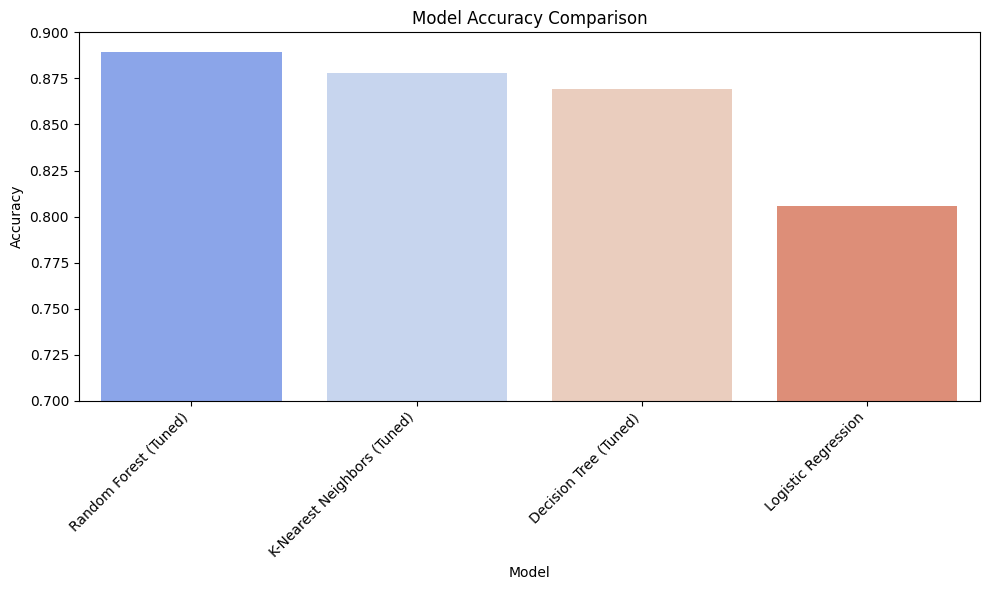 Model Accuracy Comparison
0.900
0.875
0.850
0.825
0.800
0.775
0.750
0.725
0.700
Accuracy
Random Forest (Tuned)
K-Nearest Neighbors (Tuned)
Decision Tree (Tuned)
Logistic Regression
Model